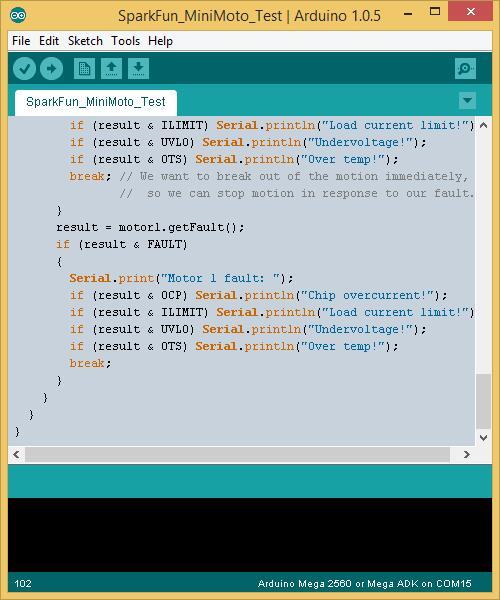 SparkFun_MiniMoto_Test | Arduino 1.0.5
File Edit Sketch Tools Help
SparkFun_MiniMoto_Test
if (result & ILIMIT) Serial.println("Load current limit!")
if (result & UVLO) Serial.println("Undervoltage!");
if (result & OTS) Serial.println("Over temp!");
break; // We want to break out of the motion immediately,
// so we can stop motion in response to our fault.
}
result = motor1.getFault();
if (result & FAULT)
{
Serial.print("Motor 1 fault: ");
if (result & OCP) Serial.println("Chip overcurrent!");
if (result & ILIMIT) Serial.println("Load current limit!")
if (result & UVLO) Serial.println("Undervoltage!");
if (result & OTS) Serial.println("Over temp!");
break;
}
}
}
}
102 Arduino Mega 2560 or Mega ADK on COM15